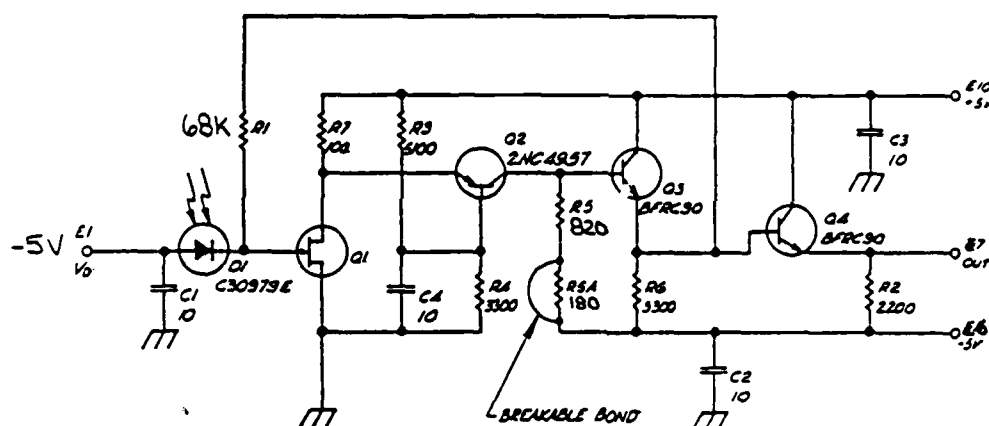 68K
R1
R7
100
R3
5100
Q2
2NC4957
E10
C3
10
Q3
BFRC90
Q4
BFRC90
R5
820
-5V
E1
V₀
D1
C30979E
Q1
E7
OUT
C1
10
C4
10
R4
3300
R5A
180
R6
3300
R2
2200
-5V
C2
10
BREAKABLE BOND